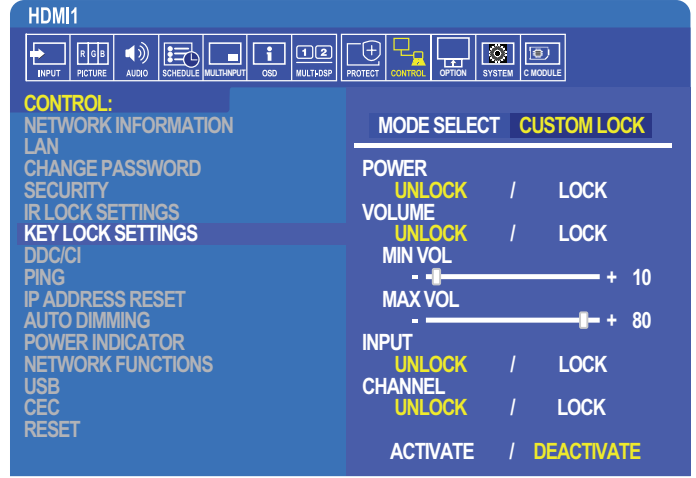 HDMI1
INPUT RGB PICTURE AUDIO SCHEDULE MULTI-INPUT OSD 1 2 MULTI-DSP PROTECT CONTROL OPTION SYSTEM C MODULE
CONTROL:
NETWORK INFORMATION
LAN
CHANGE PASSWORD
SECURITY
IR LOCK SETTINGS
KEY LOCK SETTINGS
DDC/CI
PING
IP ADDRESS RESET
AUTO DIMMING
POWER INDICATOR
NETWORK FUNCTIONS
USB
CEC
RESET
MODE SELECT CUSTOM LOCK
POWER
UNLOCK / LOCK
VOLUME
UNLOCK / LOCK
MIN VOL
- + 10
MAX VOL
- + 80
INPUT
UNLOCK / LOCK
CHANNEL
UNLOCK / LOCK
ACTIVATE / DEACTIVATE